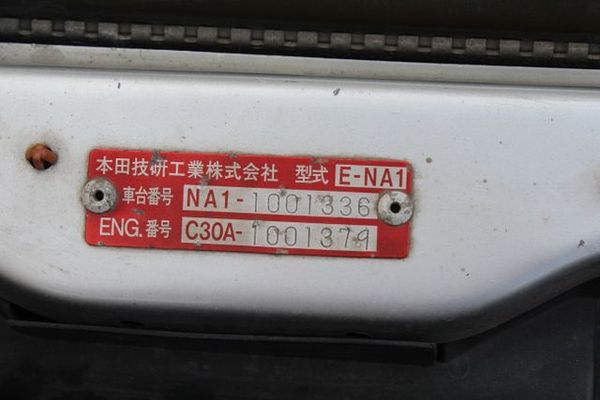 本田技研工業株式会社 型式 E-NA1
車台番号 NA1-1001336
ENG.番号 C30A-1001379